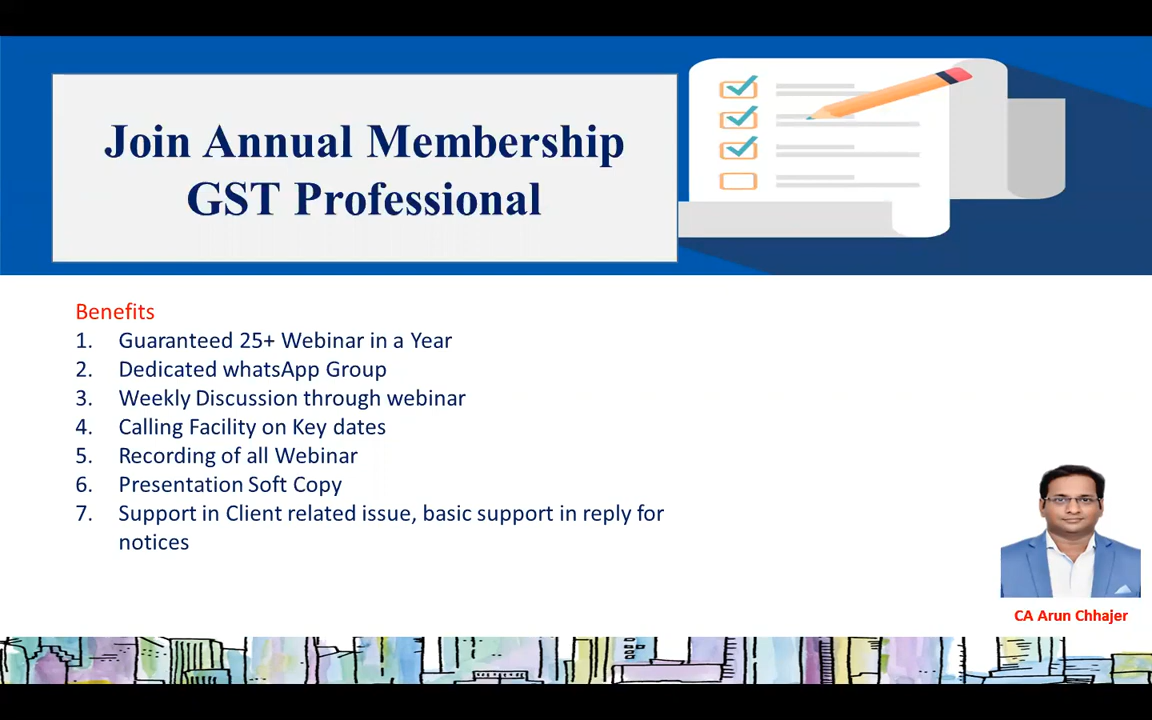 Join Annual Membership
GST Professional
Benefits
1. Guaranteed 25+ Webinar in a Year
2. Dedicated whatsApp Group
3. Weekly Discussion through webinar
4. Calling Facility on Key dates
5. Recording of all Webinar
6. Presentation Soft Copy
7. Support in Client related issue, basic support in reply for
notices
CA Arun Chhajer